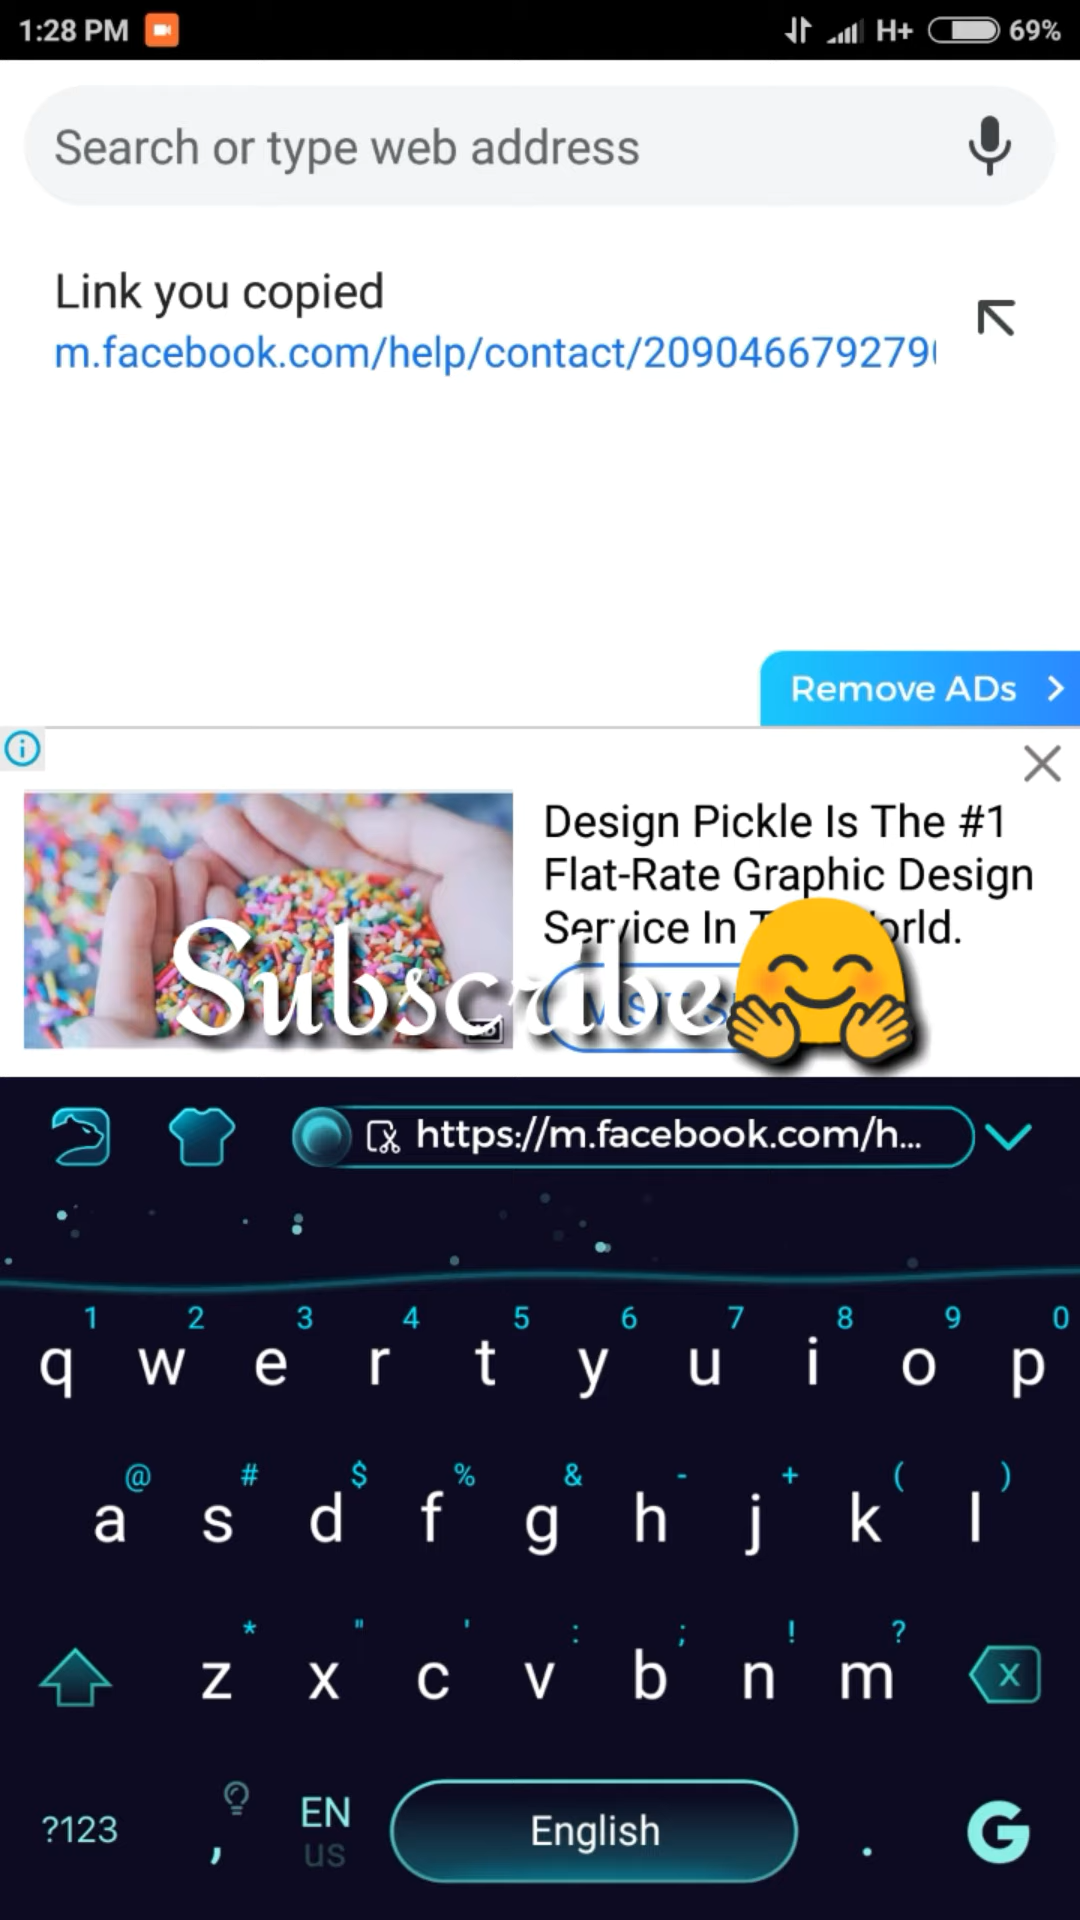 1:28 PM H+ 69%
Search or type web address
Link you copied
m.facebook.com/help/contact/209046679279
Remove ADs
Design Pickle Is The #1
Flat-Rate Graphic Design
Service In
Subscribe
https://m.facebook.com/h...
1 2 3 4 5 6 7 8 9 0
q w e r t y u i o p
@ # $ % & - + ( )
a s d f g h j k l
* " ' : ; ! ?
z x c v b n m x
?123 , EN English . G
US